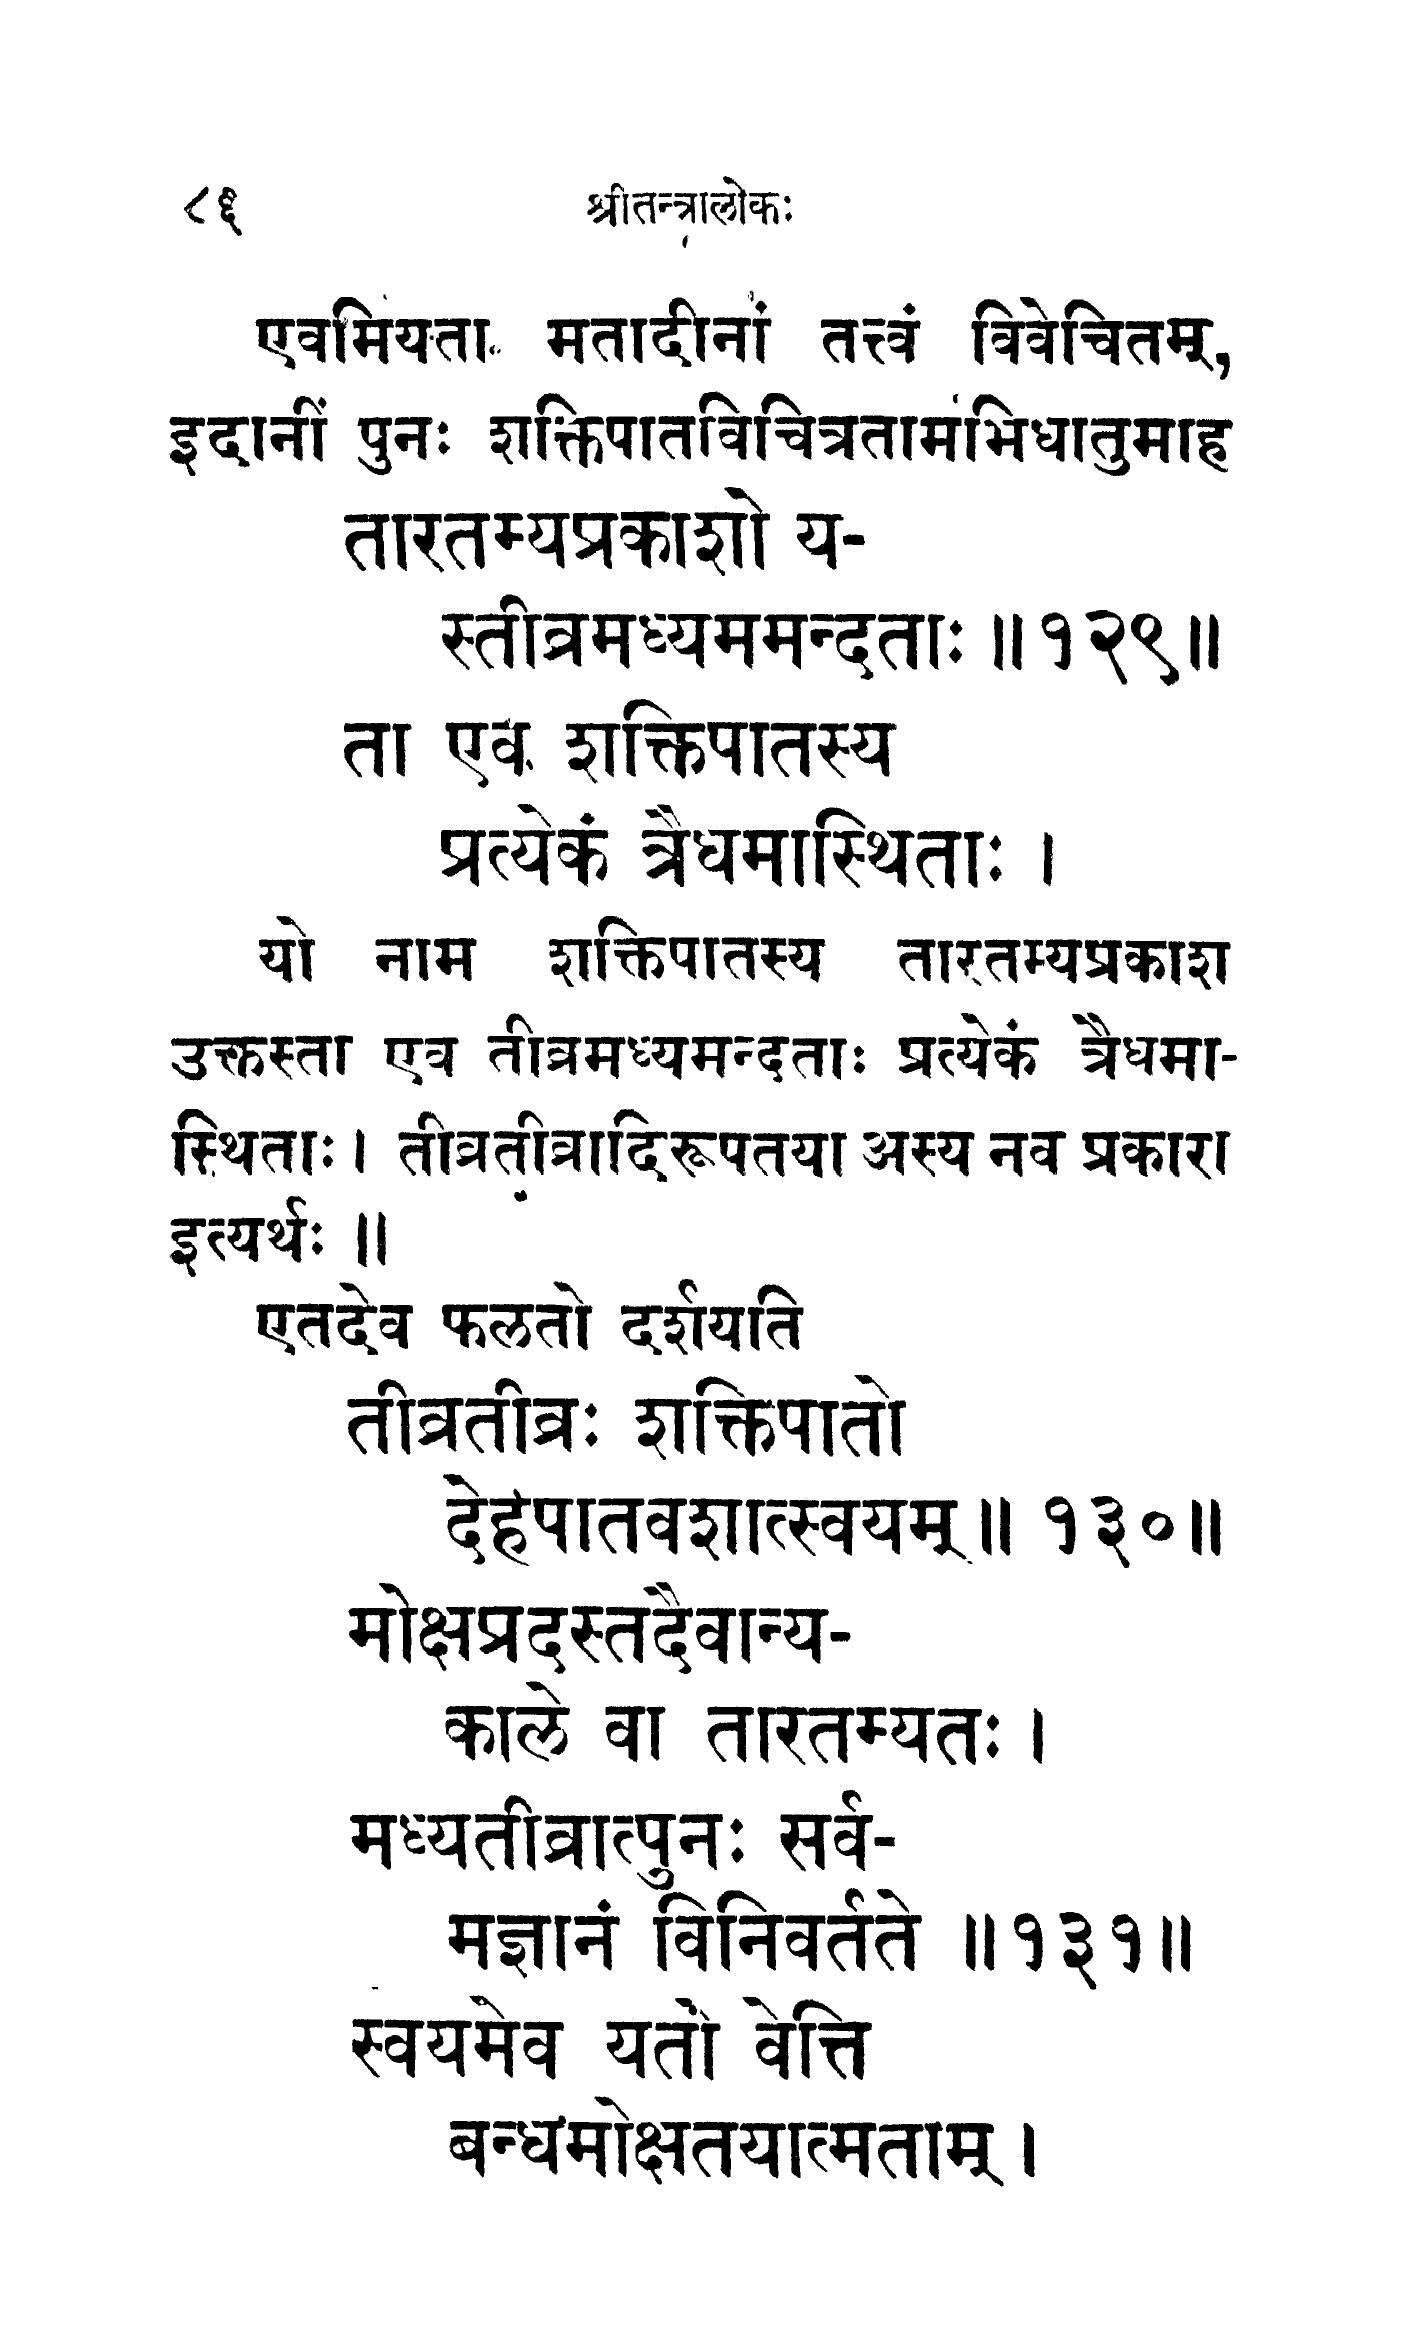 ८६ श्रीतन्त्रालोकः
एवमियता मतादीनां तत्त्वं विवेचितम्,
इदानीं पुनः शक्तिपातविचित्रतामभिधातुमाह
तारतम्यप्रकाशो य-
स्तीव्रमध्यममन्दताः ॥१२९॥
ता एव शक्तिपातस्य
प्रत्येकं त्रैधमास्थिताः ।
यो नाम शक्तिपातस्य तारतम्यप्रकाश
उक्तस्ता एव तीव्रमध्यमन्दताः प्रत्येकं त्रैधमा-
स्थिताः। तीव्रतीव्रादिरूपतया अस्य नव प्रकारा
इत्यर्थः ॥
एतदेव फलतो दर्शयति
तीव्रतीव्रः शक्तिपातो
देहपातवशात्स्वयम् ॥ १३०॥
मोक्षप्रदस्तदैवान्य-
काले वा तारतम्यतः ।
मध्यतीव्रात्पुनः सर्व-
मज्ञानं विनिवर्तते ॥१३१॥
स्वयमेव यतो वेत्ति
बन्धमोक्षतयात्मताम् ।